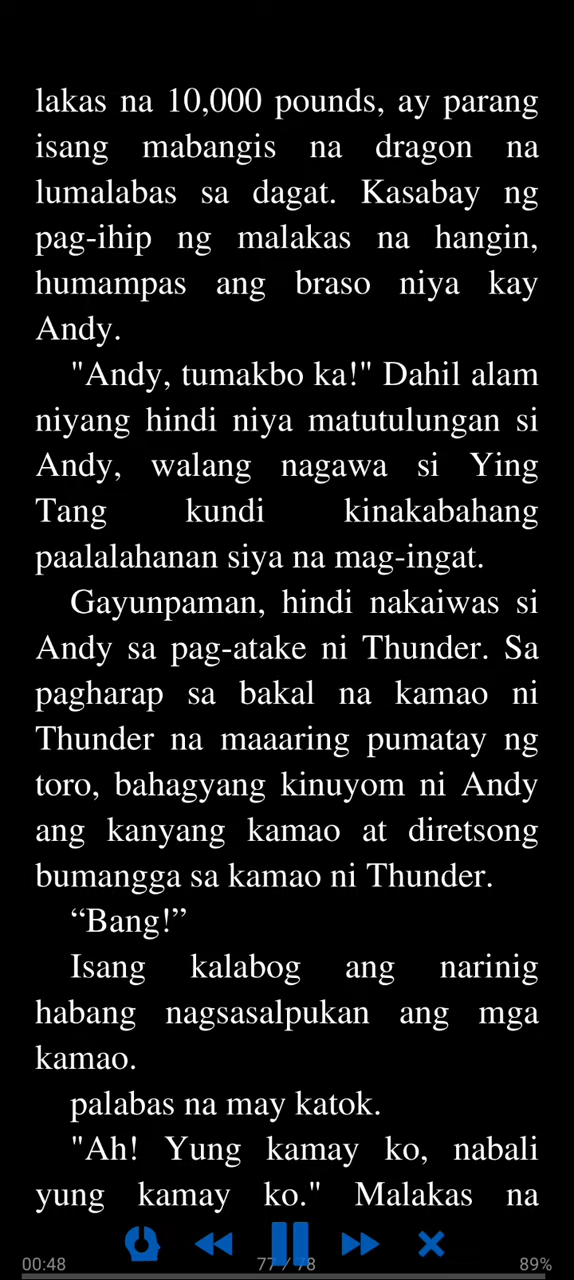 lakas na 10,000 pounds, ay parang
isang mabangis na dragon na
lumalabas sa dagat. Kasabay ng
pag-ihip ng malakas na hangin,
humampas ang braso niya kay
Andy.
"Andy, tumakbo ka!" Dahil alam
niyang hindi niya matutulungan si
Andy, walang nagawa si Ying
Tang kundi kinakabahang
paalalahanan siya na mag-ingat.
Gayunpaman, hindi nakaiwas si
Andy sa pag-atake ni Thunder. Sa
pagharap sa bakal na kamao ni
Thunder na maaaring pumatay ng
toro, bahagyang kinuyom ni Andy
ang kanyang kamao at diretsong
bumangga sa kamao ni Thunder.
“Bang!”
Isang kalabog ang narinig
habang nagsasalpukan ang mga
kamao.
palabas na may katok.
"Ah! Yung kamay ko, nabali
yung kamay ko." Malakas na
00:48 77 / 78 89%